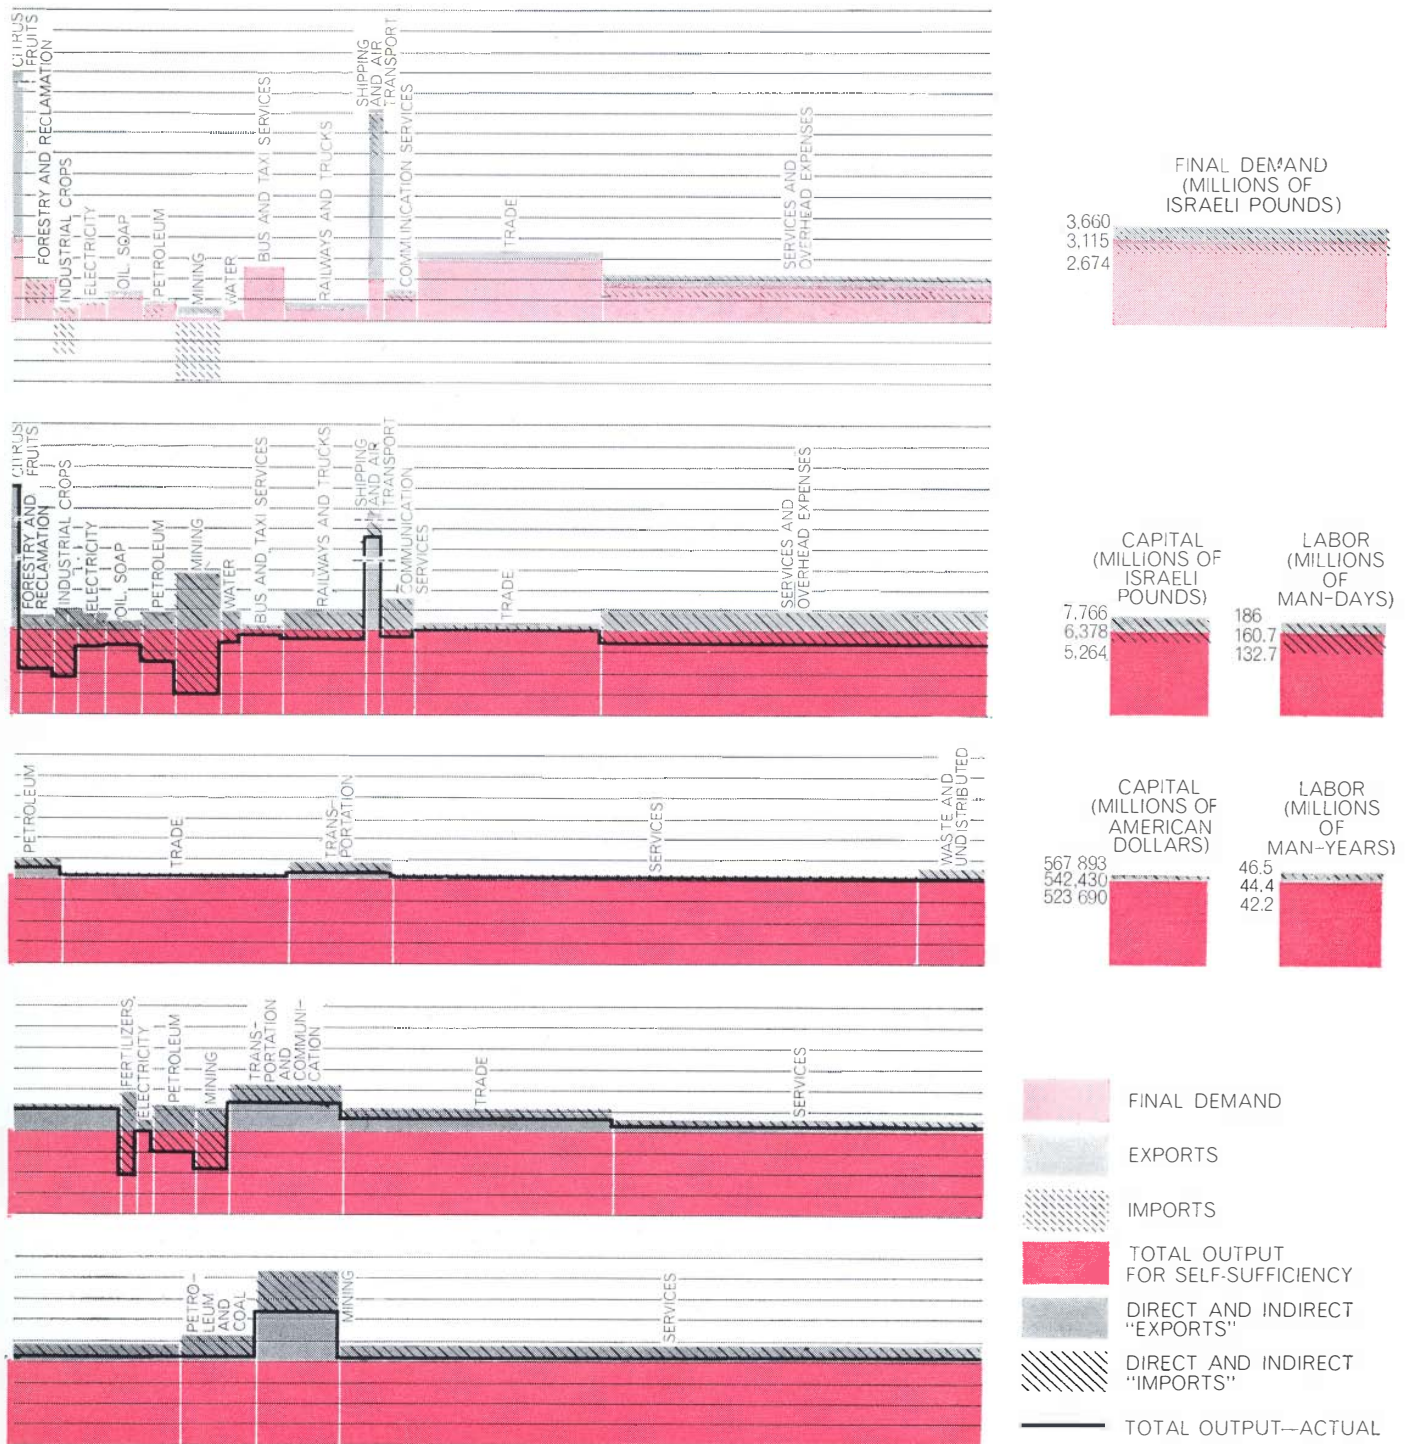 CITRUS
FRUITS
FORESTRY AND RECLAMATION
INDUSTRIAL CROPS
ELECTRICITY
OIL, SOAP
PETROLEUM
MINING
WATER
BUS AND TAXI SERVICES
RAILWAYS AND TRUCKS
SHIPPING
AND AIR
TRANSPORT
COMMUNICATION SERVICES
TRADE
SERVICES AND
OVERHEAD EXPENSES
FINAL DEMAND
(MILLIONS OF
ISRAELI POUNDS)
3,660
3,115
2,674
CITRUS
FRUITS
FORESTRY AND
RECLAMATION
INDUSTRIAL CROPS
ELECTRICITY
OIL, SOAP
PETROLEUM
MINING
WATER
BUS AND TAXI SERVICES
RAILWAYS AND TRUCKS
SHIPPING
AND AIR
TRANSPORT
COMMUNICATION
SERVICES
TRADE
SERVICES AND
OVERHEAD EXPENSES
CAPITAL
(MILLIONS OF
ISRAELI
POUNDS)
7,766
6,378
5,264
LABOR
(MILLIONS
OF
MAN-DAYS)
186
160.7
132.7
PETROLEUM
TRADE
TRANS-
PORTATION
SERVICES
WASTE AND
UNDISTRIBUTED
CAPITAL
(MILLIONS OF
AMERICAN
DOLLARS)
567 893
542,430
523 690
LABOR
(MILLIONS
OF
MAN-YEARS)
46.5
44.4
42.2
FERTILIZERS,
ELECTRICITY
PETROLEUM
MINING
TRANS-
PORTATION
AND
COMMUNI-
CATION
TRADE
SERVICES
PETRO-
LEUM
AND
COAL
MINING
SERVICES
FINAL DEMAND
EXPORTS
IMPORTS
TOTAL OUTPUT
FOR SELF-SUFFICIENCY
DIRECT AND INDIRECT
"EXPORTS"
DIRECT AND INDIRECT
"IMPORTS"
TOTAL OUTPUT—ACTUAL